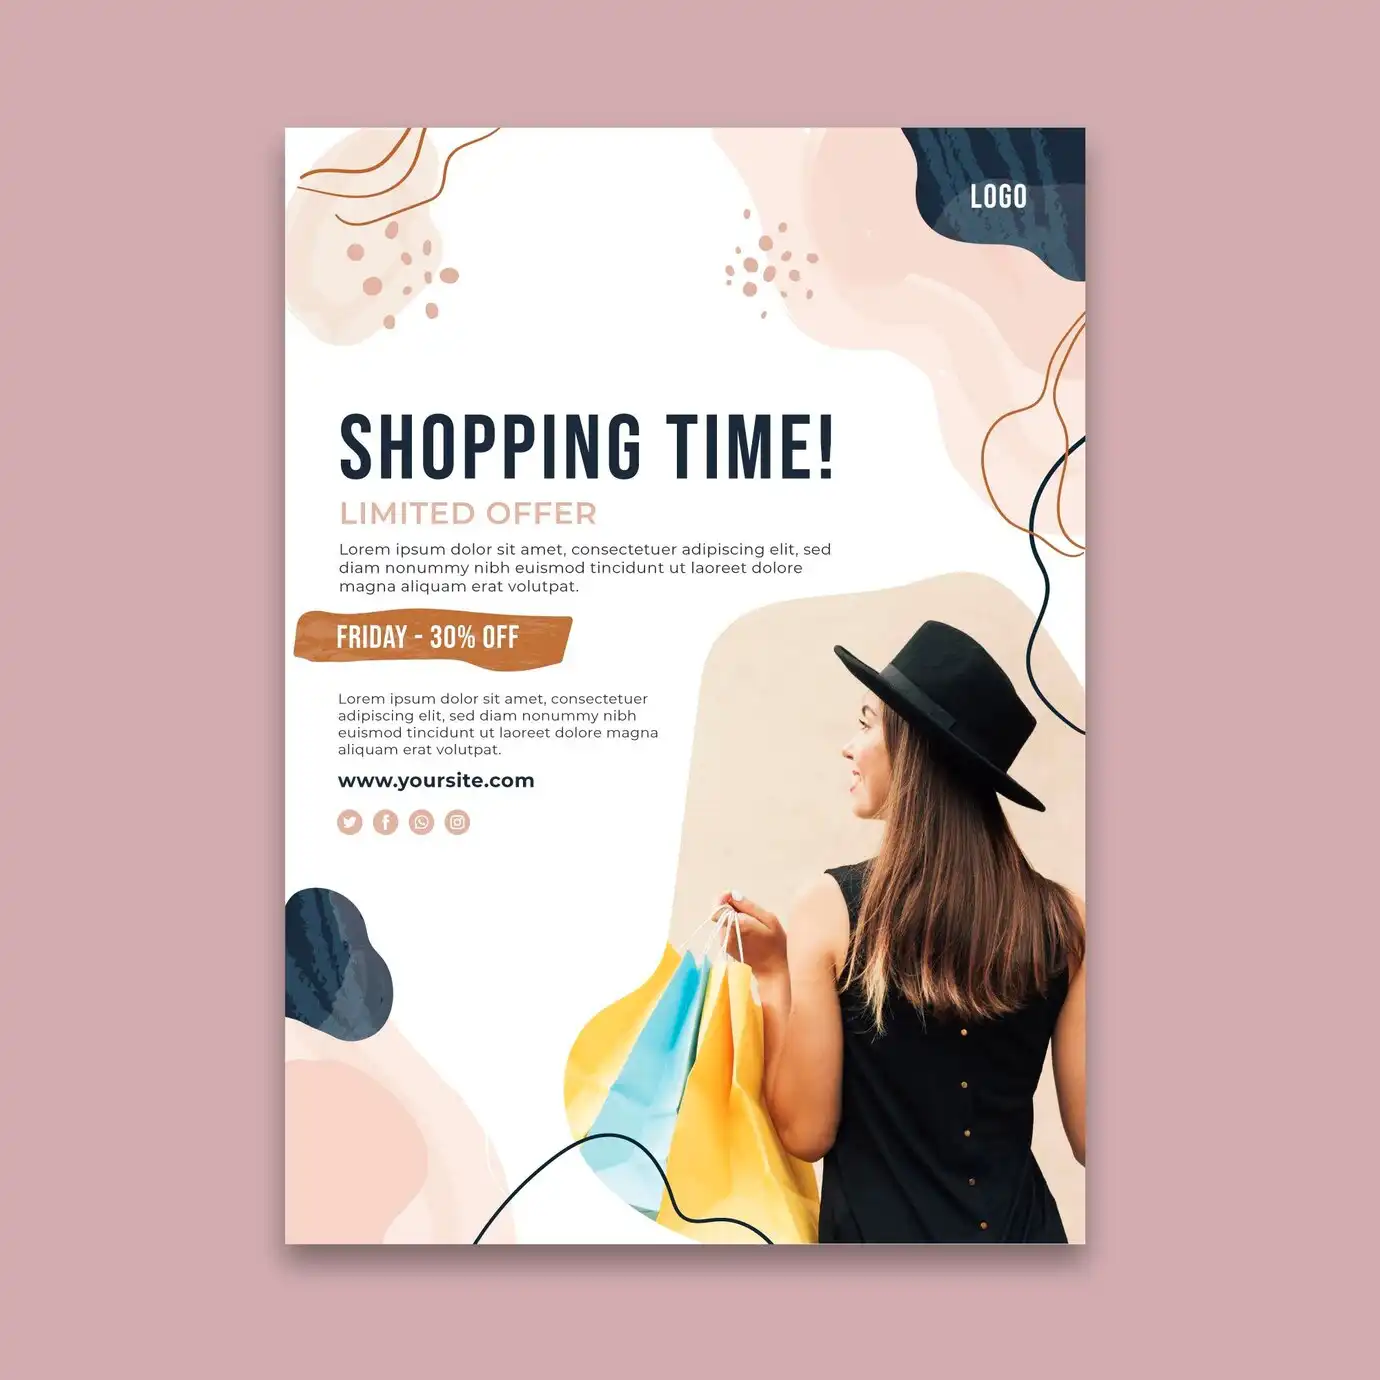 LOGO
SHOPPING TIME!
LIMITED OFFER
Lorem ipsum dolor sit amet, consectetuer adipiscing elit, sed
diam nonummy nibh euismod tincidunt ut laoreet dolore
magna aliquam erat volutpat.
FRIDAY - 30% OFF
Lorem ipsum dolor sit amet, consectetuer
adipiscing elit, sed diam nonummy nibh
euismod tincidunt ut laoreet dolore magna
aliquam erat volutpat.
www.yoursite.com